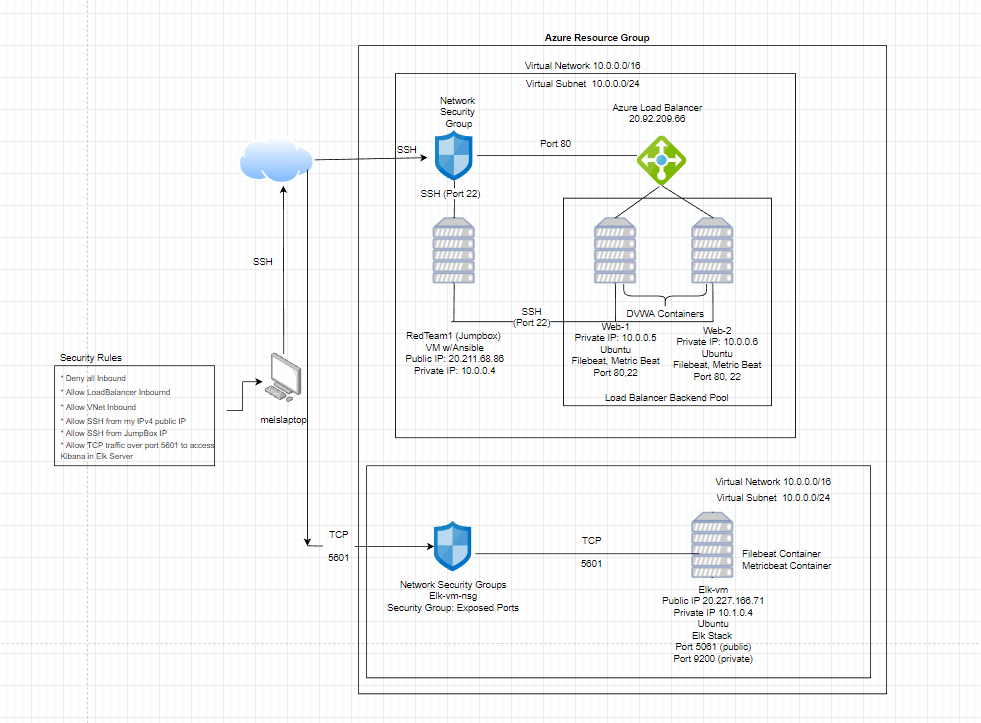 Azure Resource Group
Virtual Network 10.0.0.0/16
Virtual Subnet 10.0.0.0/24
Network
Security
Group
Azure Load Balancer
20.92.209.66
SSH
Port 80
SSH (Port 22)
SSH
SSH
(Port 22)
DVWA Containers
RedTeam1 (Jumpbox)
VM w/Ansible
Public IP: 20.211.68.86
Private IP: 10.0.0.4
Web-1
Private IP: 10.0.0.5
Ubuntu
Filebeat, Metric Beat
Port 80,22
Web-2
Private IP: 10.0.0.6
Ubuntu
Filebeat, Metric Beat
Port 80, 22
Load Balancer Backend Pool
Security Rules
* Deny all Inbound
* Allow LoadBalancer Inbournd
* Allow VNet Inbound
* Allow SSH from my IPv4 public IP
* Allow SSH from JumpBox IP
* Allow TCP traffic over port 5601 to access
Kibana in Elk Server
melslaptop
Virtual Network 10.0.0.0/16
Virtual Subnet 10.0.0.0/24
TCP
5601
TCP
5601
Filebeat Container
Metricbeat Container
Network Security Groups
Elk-vm-nsg
Security Group: Exposed Ports
Elk-vm
Public IP 20.227.166.71
Private IP 10.1.0.4
Ubuntu
Elk Stack
Port 5061 (public)
Port 9200 (private)